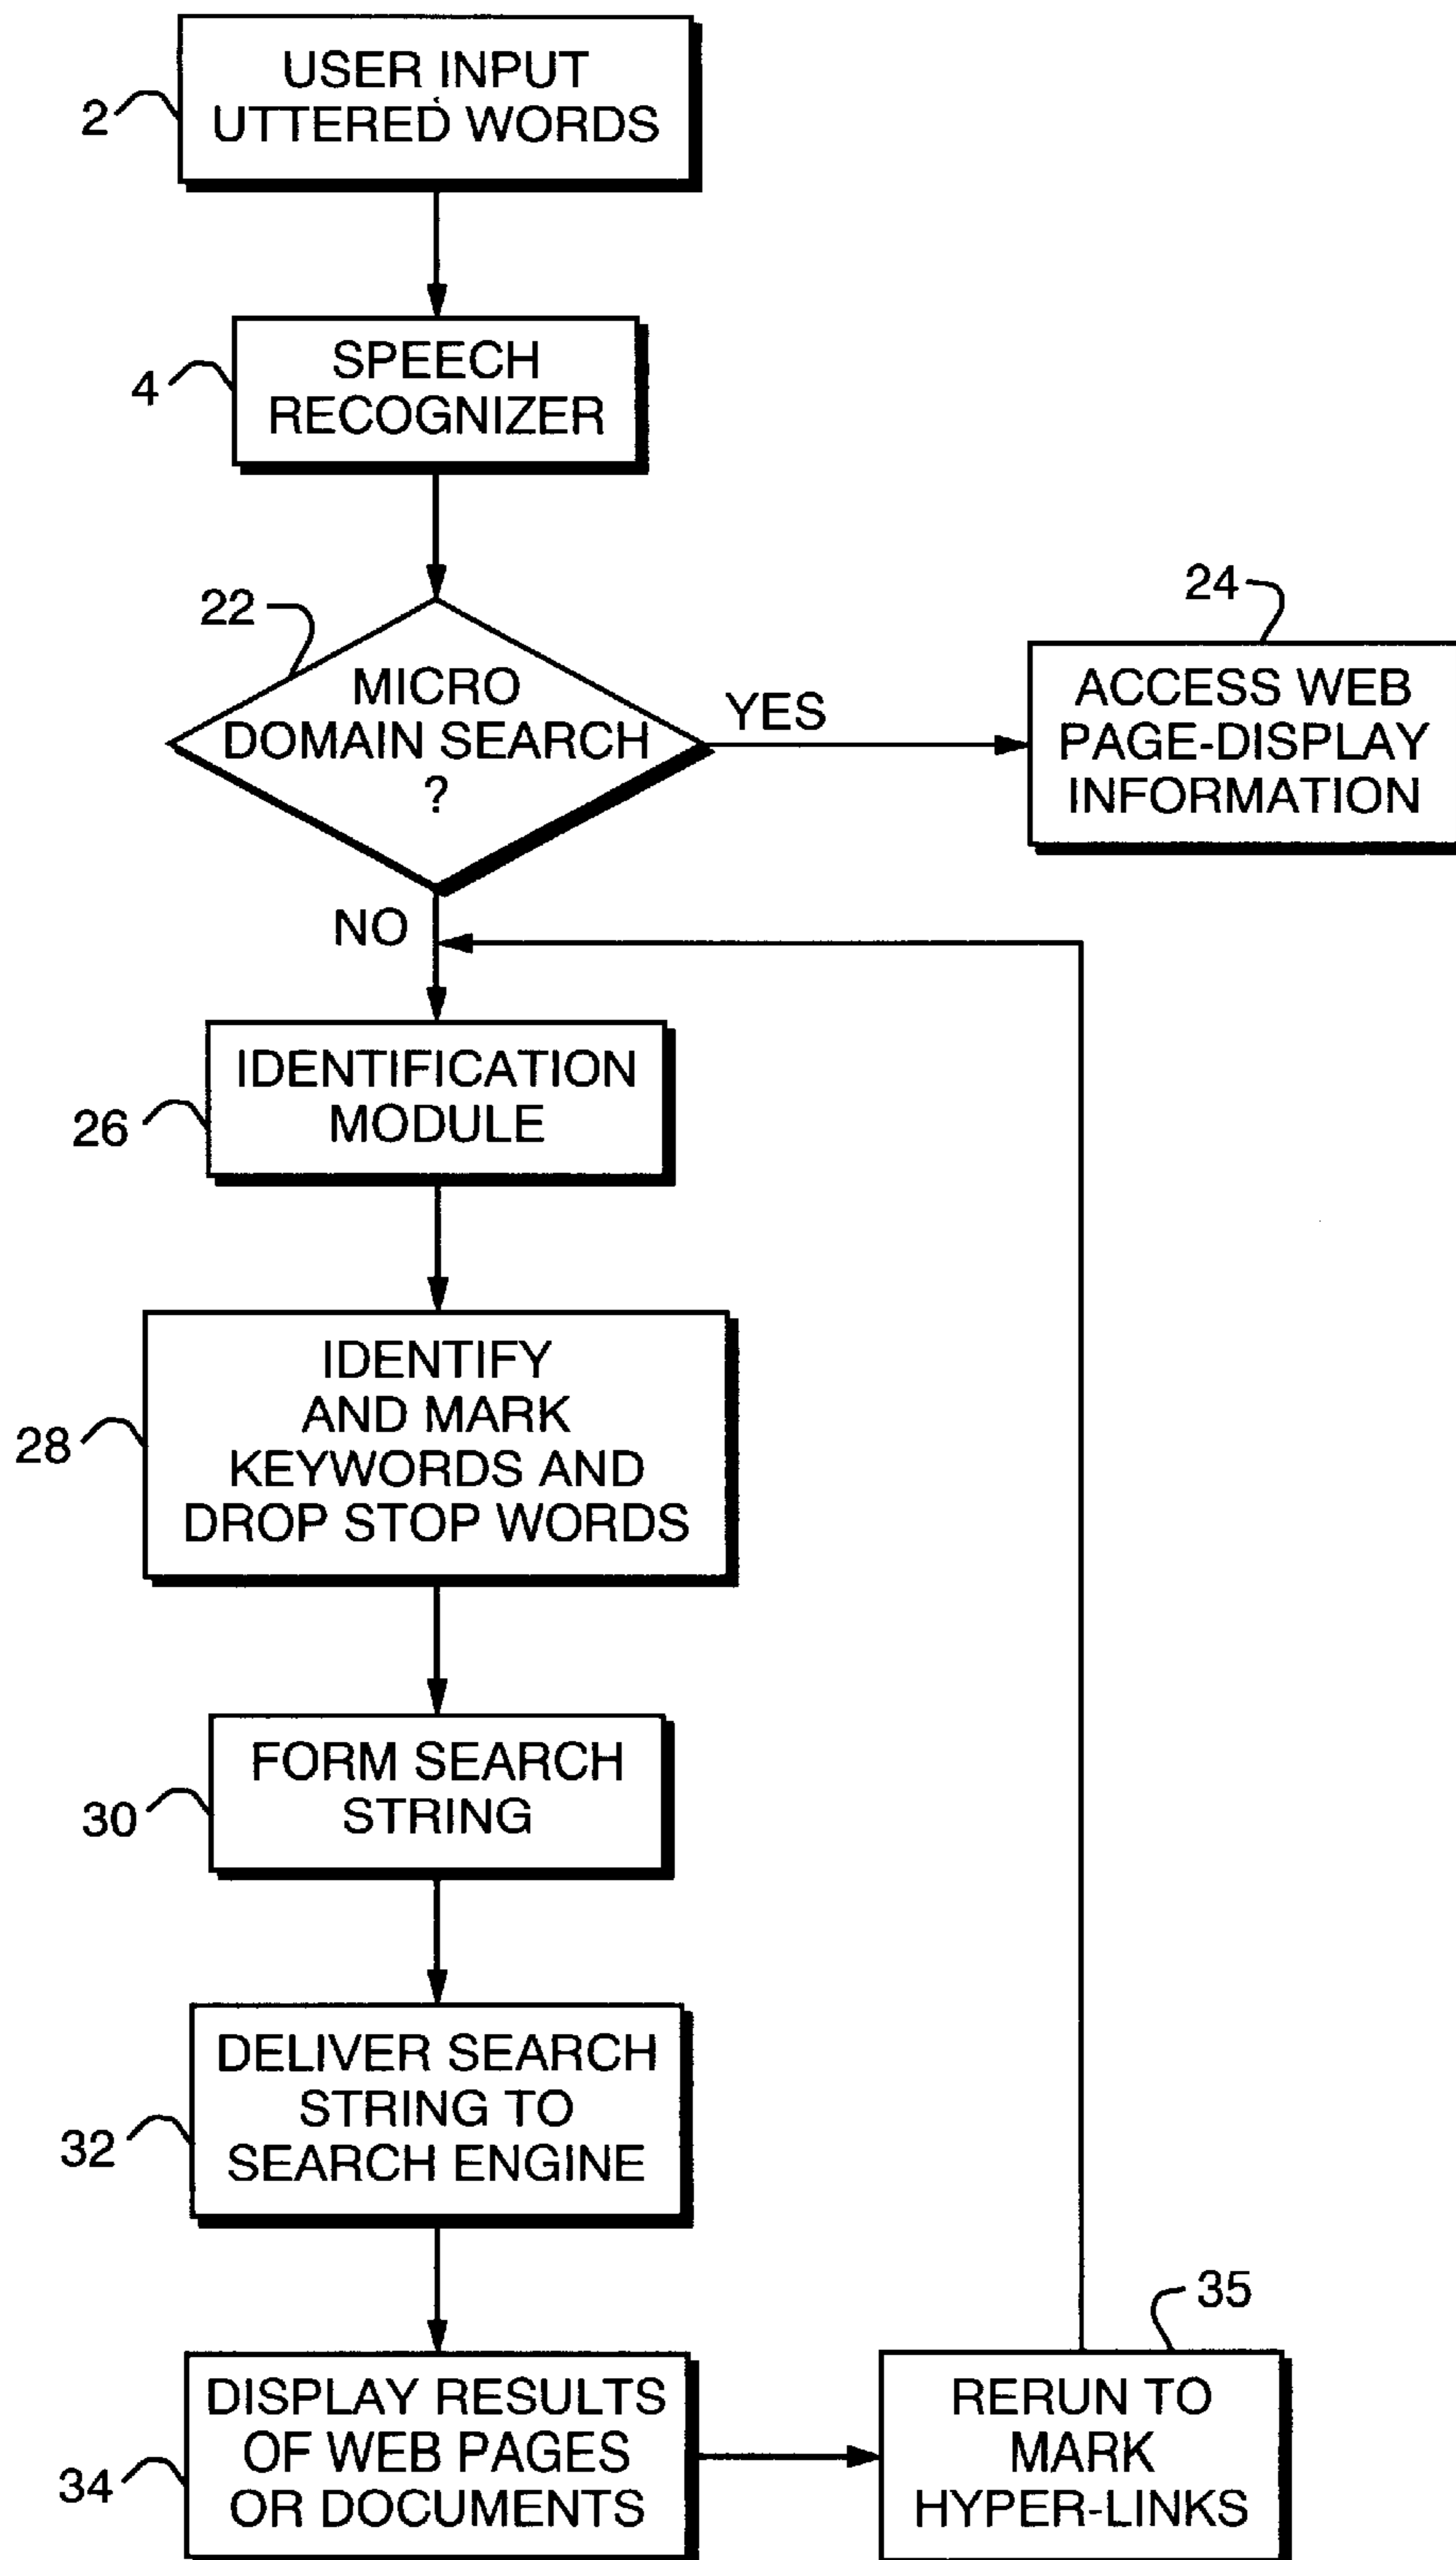 USER INPUT
UTTERED WORDS
2
SPEECH
RECOGNIZER
4
22
MICRO
DOMAIN SEARCH
?
YES
24
ACCESS WEB
PAGE-DISPLAY
INFORMATION
NO
IDENTIFICATION
MODULE
26
IDENTIFY
AND MARK
KEYWORDS AND
DROP STOP WORDS
28
FORM SEARCH
STRING
30
DELIVER SEARCH
STRING TO
SEARCH ENGINE
32
DISPLAY RESULTS
OF WEB PAGES
OR DOCUMENTS
34
35
RERUN TO
MARK
HYPER-LINKS